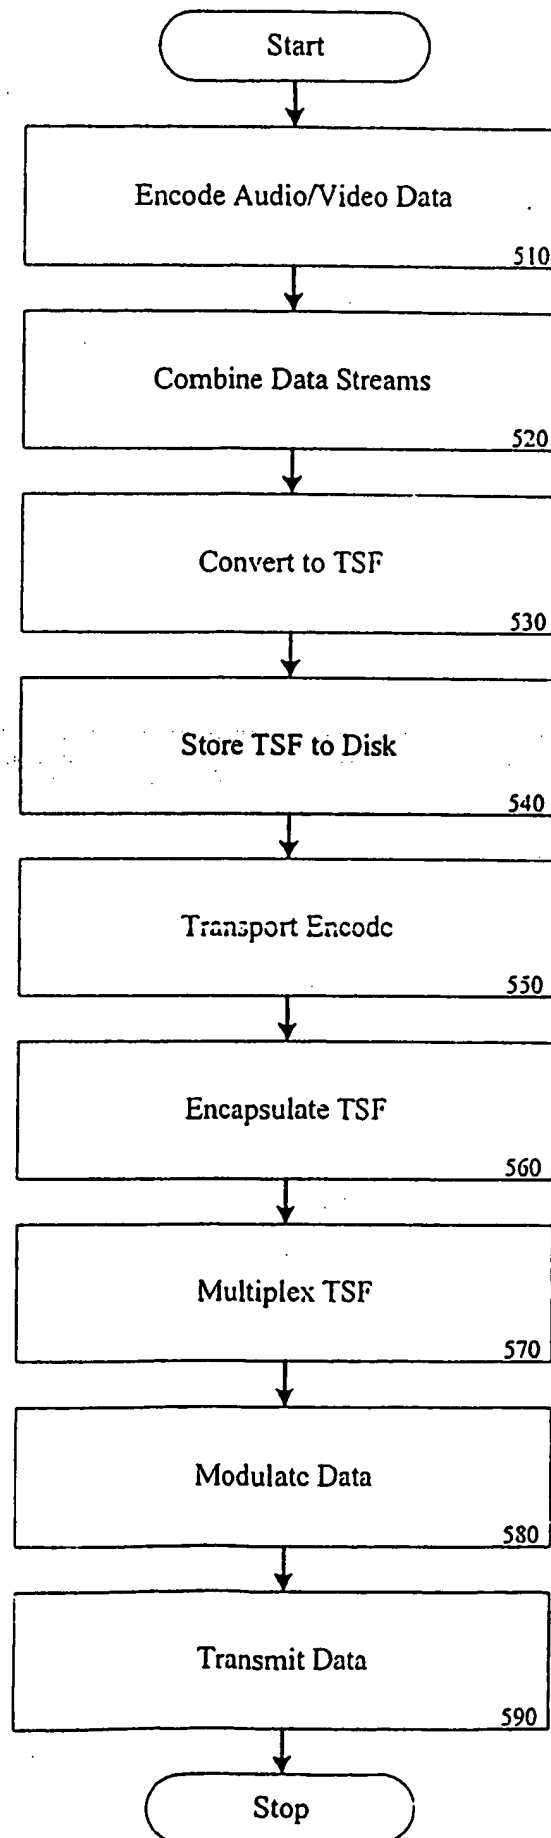 Start
Encode Audio/Video Data
510
Combine Data Streams
520
Convert to TSF
530
Store TSF to Disk
540
Transport Encode
550
Encapsulate TSF
560
Multiplex TSF
570
Modulate Data
580
Transmit Data
590
Stop